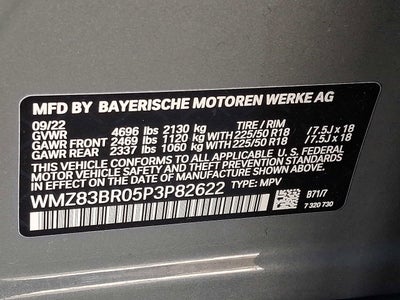 MFD BY BAYERISCHE MOTOREN WERKE AG
09/22 TIRE / RIM
GVWR 4696 lbs 2130 kg
GAWR FRONT 2469 lbs 1120 kg WITH 225/50 R18 /7.5J x 18
GAWR REAR 2337 lbs 1060 kg WITH 225/50 R18 /7.5J x 18
THIS VEHICLE CONFORMS TO ALL APPLICABLE U.S. FEDERAL
MOTOR VEHICLE SAFETY, BUMPER, AND THEFT PREVENTION
STANDARDS IN EFFECT ON THE DATE OF MANUFACTURE
SHOWN ABOVE.
WMZ83BR05P3P82622 TYPE: MPV
B71/7
7 320 730